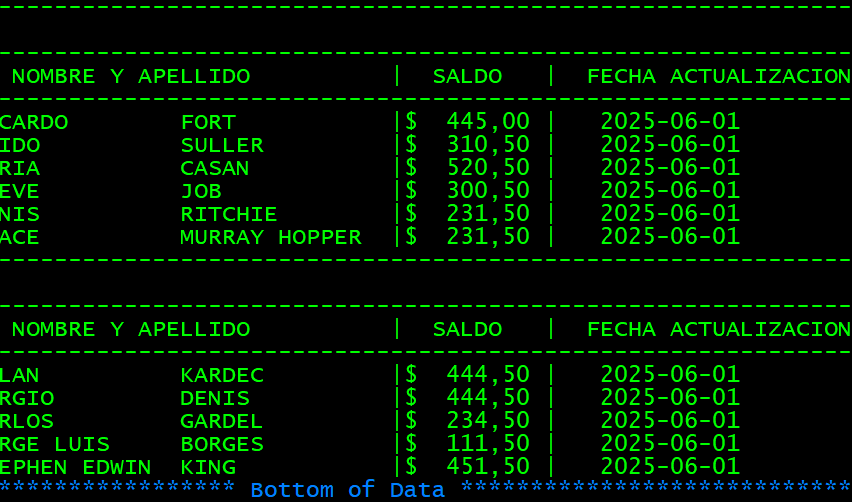 --------------------------------------------------------------
--------------------------------------------------------------
NOMBRE Y APELLIDO | SALDO | FECHA ACTUALIZACION
--------------------------------------------------------------
CARDO FORT |$ 445,00 | 2025-06-01
IDO SULLER |$ 310,50 | 2025-06-01
RIA CASAN |$ 520,50 | 2025-06-01
EVE JOB |$ 300,50 | 2025-06-01
NIS RITCHIE |$ 231,50 | 2025-06-01
ACE MURRAY HOPPER |$ 231,50 | 2025-06-01
--------------------------------------------------------------
--------------------------------------------------------------
NOMBRE Y APELLIDO | SALDO | FECHA ACTUALIZACION
--------------------------------------------------------------
LAN KARDEC |$ 444,50 | 2025-06-01
RGIO DENIS |$ 444,50 | 2025-06-01
RLOS GARDEL |$ 234,50 | 2025-06-01
RGE LUIS BORGES |$ 111,50 | 2025-06-01
EPHEN EDWIN KING |$ 451,50 | 2025-06-01
***************** Bottom of Data ****************************